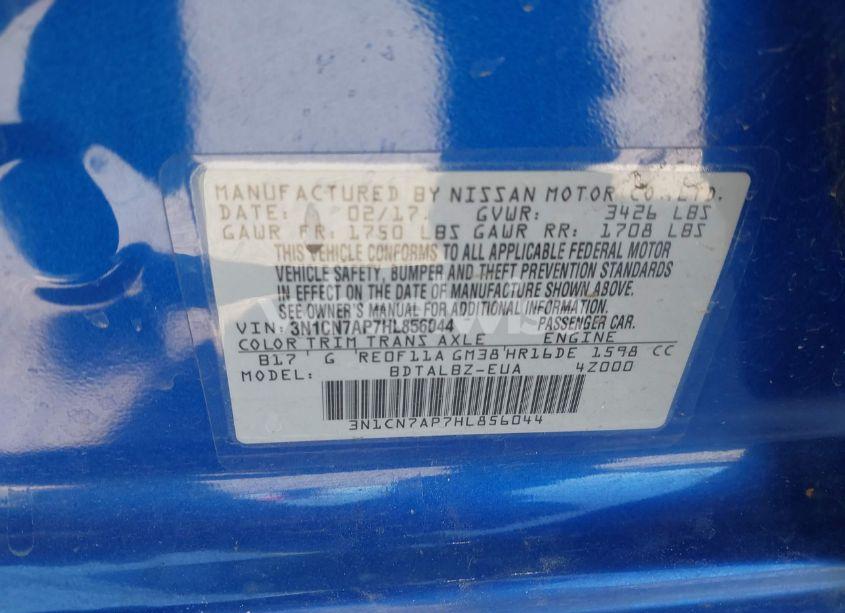 MANUFACTURED BY NISSAN MOTOR CO., LTD.
DATE: 02/17 GVWR: 3426 LBS
GAWR FR: 1750 LBS GAWR RR: 1708 LBS
THIS VEHICLE CONFORMS TO ALL APPLICABLE FEDERAL MOTOR
VEHICLE SAFETY, BUMPER AND THEFT PREVENTION STANDARDS
IN EFFECT ON THE DATE OF MANUFACTURE SHOWN ABOVE.
SEE OWNER'S MANUAL FOR ADDITIONAL INFORMATION.
VIN: 3N1CN7AP7HL856044 PASSENGER CAR.
COLOR TRIM TRANS AXLE ENGINE
B17 G RE0F11A GM38 HR16DE 1598 CC
MODEL: BDTALBZ-EUA 4Z000
3N1CN7AP7HL856044